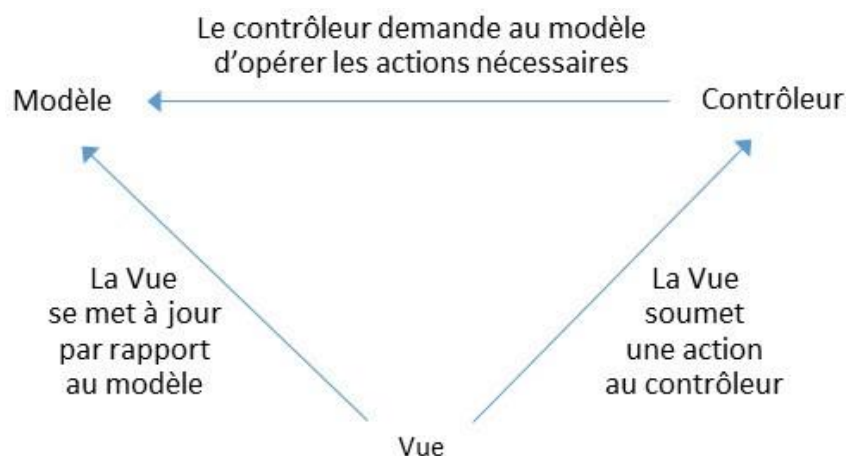 Le contrôleur demande au modèle
d’opérer les actions nécessaires
Modèle
Contrôleur
La Vue
se met à jour
par rapport
au modèle
La Vue
soumet
une action
au contrôleur
Vue